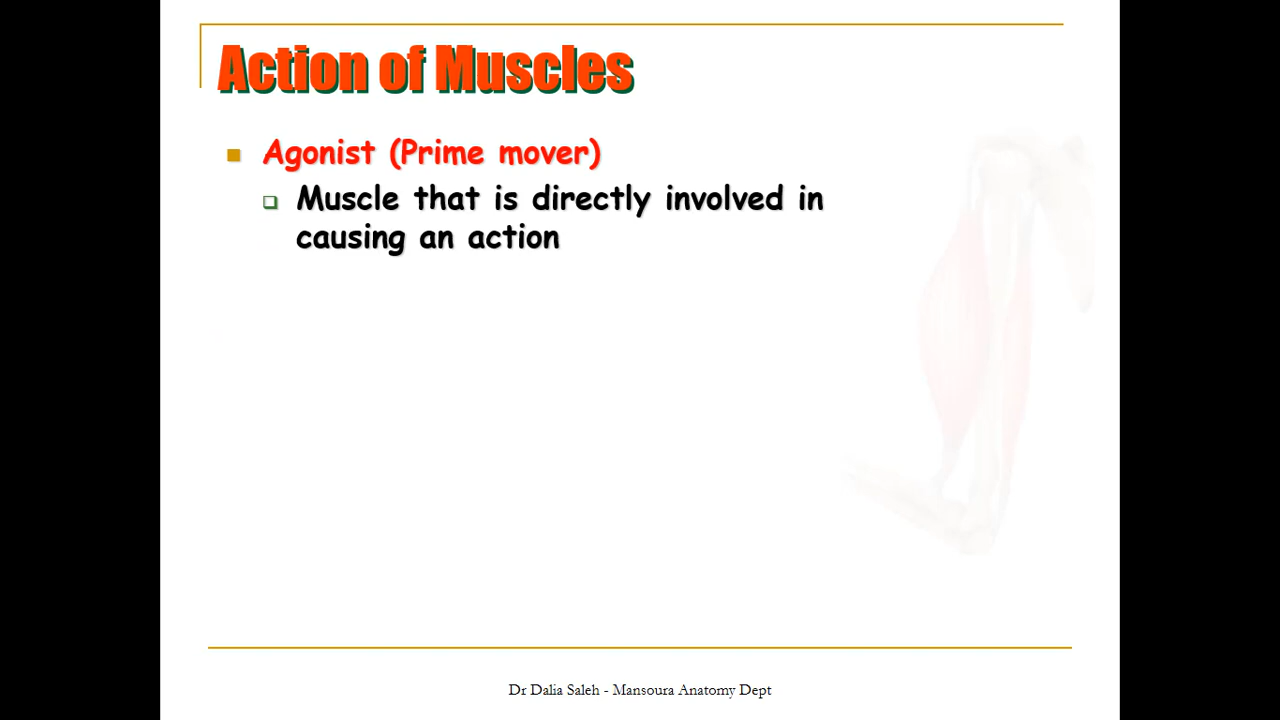 Action of Muscles
Agonist (Prime mover)
Muscle that is directly involved in
causing an action
Dr Dalia Saleh - Mansoura Anatomy Dept